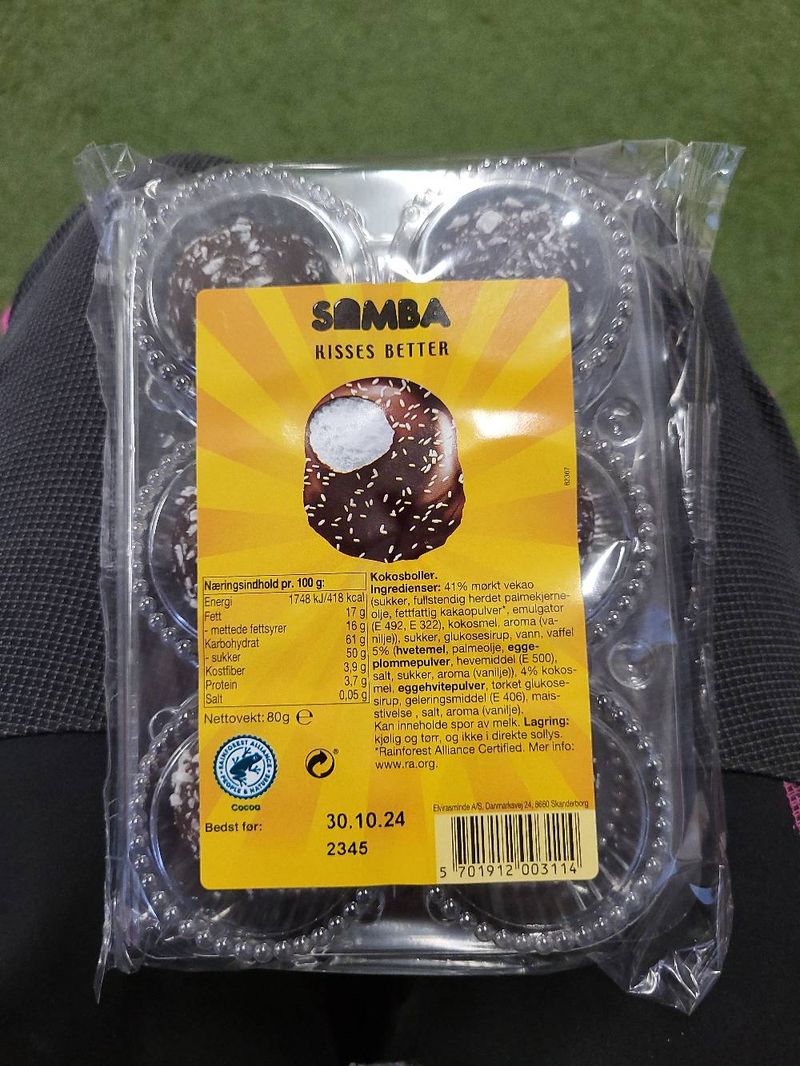 SAMBA
KISSES BETTER
62367
Næringsindhold pr. 100 g:
Energi 1748 kJ/418 kcal
Fett 17 g
- mettede fettsyrer 16 g
Karbohydrat 61 g
- sukker 50 g
Kostfiber 3,9 g
Protein 3,7 g
Salt 0,05 g
Nettovekt: 80g ℮
Kokosboller.
Ingredienser: 41% mørkt vekao
(sukker, fullstendig herdet palmekjerne-
olje, fettfattig kakaopulver*, emulgator
(E 492, E 322), kokosmel, aroma (va-
nilje)), sukker, glukosesirup, vann, vaffel
5% (hvetemel, palmeolje, egge-
plommepulver, hevemiddel (E 500),
salt, sukker, aroma (vanilje)), 4% kokos-
mel, eggehvitepulver, tørket glukose-
sirup, geleringsmiddel (E 406), mais-
stivelse , salt, aroma (vanilje).
Kan inneholde spor av melk. Lagring:
kjølig og tørr, og ikke i direkte sollys.
*Rainforest Alliance Certified. Mer info:
www.ra.org.
RAINFOREST ALLIANCE
PEOPLE & NATURE
Cocoa
Bedst før: 30.10.24
2345
Elvirasminde A/S, Danmarksvej 24, 8660 Skanderborg
5 701912 003114